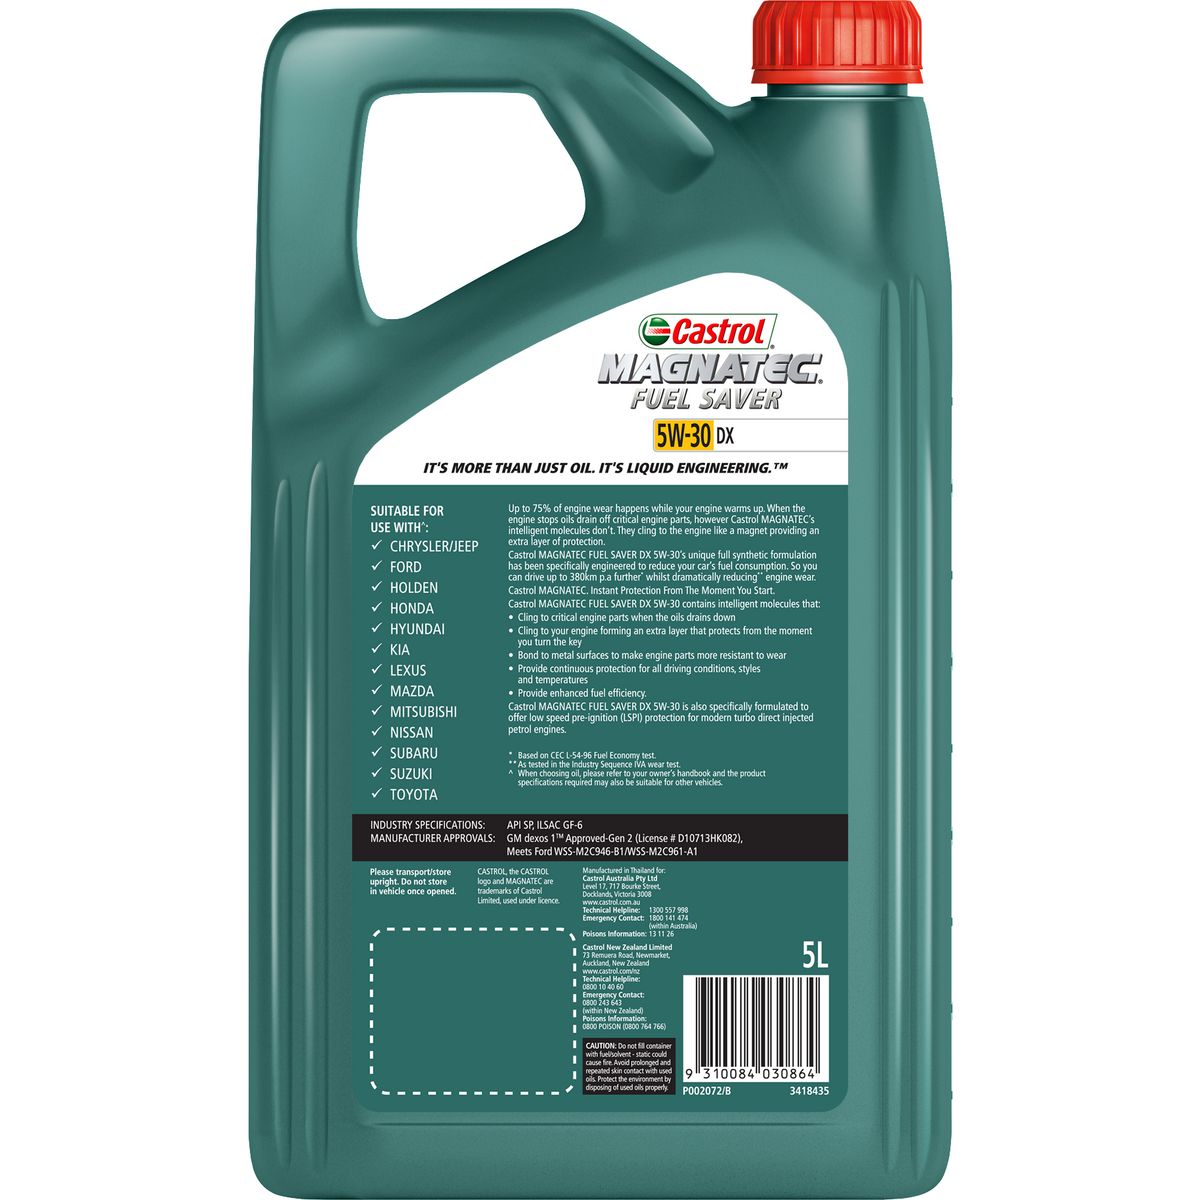 Castrol®
MAGNATEC®
FUEL SAVER
5W-30 DX
IT'S MORE THAN JUST OIL. IT'S LIQUID ENGINEERING.™
SUITABLE FOR
USE WITH^:
✓ CHRYSLER/JEEP
✓ FORD
✓ HOLDEN
✓ HONDA
✓ HYUNDAI
✓ KIA
✓ LEXUS
✓ MAZDA
✓ MITSUBISHI
✓ NISSAN
✓ SUBARU
✓ SUZUKI
✓ TOYOTA
Up to 75% of engine wear happens while your engine warms up. When the
engine stops oils drain off critical engine parts, however Castrol MAGNATEC's
intelligent molecules don't. They cling to the engine like a magnet providing an
extra layer of protection.
Castrol MAGNATEC FUEL SAVER DX 5W-30's unique full synthetic formulation
has been specifically engineered to reduce your car's fuel consumption. So you
can drive up to 380km p.a further* whilst dramatically reducing** engine wear.
Castrol MAGNATEC. Instant Protection From The Moment You Start.
Castrol MAGNATEC FUEL SAVER DX 5W-30 contains intelligent molecules that:
• Cling to critical engine parts when the oils drains down
• Cling to your engine forming an extra layer that protects from the moment
you turn the key
• Bond to metal surfaces to make engine parts more resistant to wear
• Provide continuous protection for all driving conditions, styles
and temperatures
• Provide enhanced fuel efficiency.
Castrol MAGNATEC FUEL SAVER DX 5W-30 is also specifically formulated to
offer low speed pre-ignition (LSPI) protection for modern turbo direct injected
petrol engines.
* Based on CEC L-54-96 Fuel Economy test.
** As tested in the Industry Sequence IVA wear test.
^ When choosing oil, please refer to your owner's handbook and the product
specifications required may also be suitable for other vehicles.
INDUSTRY SPECIFICATIONS: API SP, ILSAC GF-6
MANUFACTURER APPROVALS: GM dexos 1™ Approved-Gen 2 (License # D10713HK082),
Meets Ford WSS-M2C946-B1/WSS-M2C961-A1
Please transport/store
upright. Do not store
in vehicle once opened.
CASTROL, the CASTROL
logo and MAGNATEC are
trademarks of Castrol
Limited, used under licence.
Manufactured in Thailand for:
Castrol Australia Pty Ltd
Level 17, 717 Bourke Street,
Docklands, Victoria 3008
www.castrol.com.au
Technical Helpline: 1300 557 998
Emergency Contact: 1800 141 474
(within Australia)
Poisons Information: 13 11 26
Castrol New Zealand Limited
73 Remuera Road, Newmarket,
Auckland, New Zealand
www.castrol.com/nz
Technical Helpline:
0800 10 40 60
Emergency Contact:
0800 243 643
(within New Zealand)
Poisons Information:
0800 POISON (0800 764 766)
CAUTION: Do not fill container
with fuel/solvent - static could
cause fire. Avoid prolonged and
repeated skin contact with used
oils. Protect the environment by
disposing of used oils properly.
5L
9 310084 030864
P002072/B 3418435